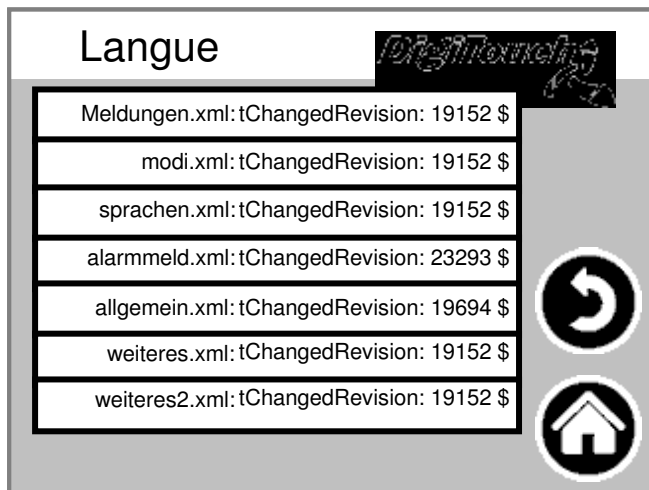 Langue
DigiTouch
Meldungen.xml: tChangedRevision: 19152 $
modi.xml: tChangedRevision: 19152 $
sprachen.xml: tChangedRevision: 19152 $
alarmmeld.xml: tChangedRevision: 23293 $
allgemein.xml: tChangedRevision: 19694 $
weiteres.xml: tChangedRevision: 19152 $
weiteres2.xml: tChangedRevision: 19152 $